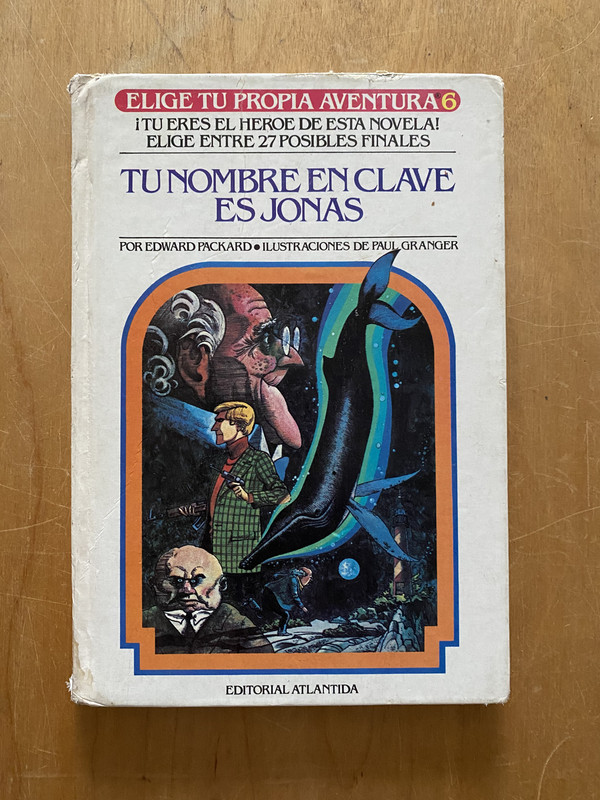 ELIGE TU PROPIA AVENTURA 6
¡TU ERES EL HEROE DE ESTA NOVELA!
ELIGE ENTRE 27 POSIBLES FINALES
TU NOMBRE EN CLAVE
ES JONAS
POR EDWARD PACKARD • ILUSTRACIONES DE PAUL GRANGER
EDITORIAL ATLANTIDA